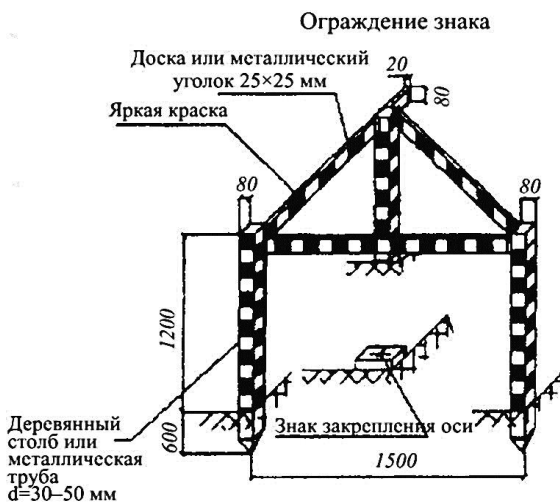 Ограждение знака
Доска или металлический
уголок 25×25 мм
Яркая краска
20
80
80
80
1200
600
Знак закрепления оси
Деревянный
столб или
металлическая
труба
d=30–50 мм
1500